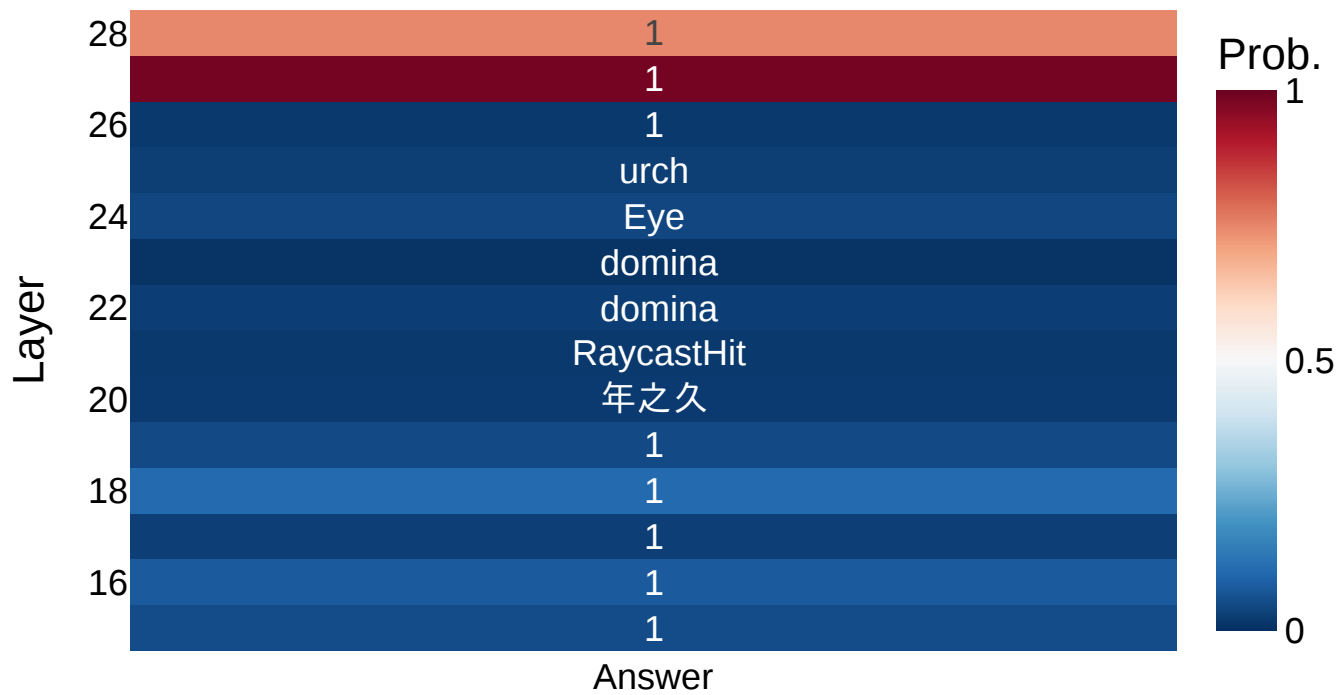 28 1
1
26 1
urch
24 Eye
domina
22 domina
RaycastHit
20 年之久
1
18 1
1
16 1
1
Layer
Answer
Prob.
1
0.5
0